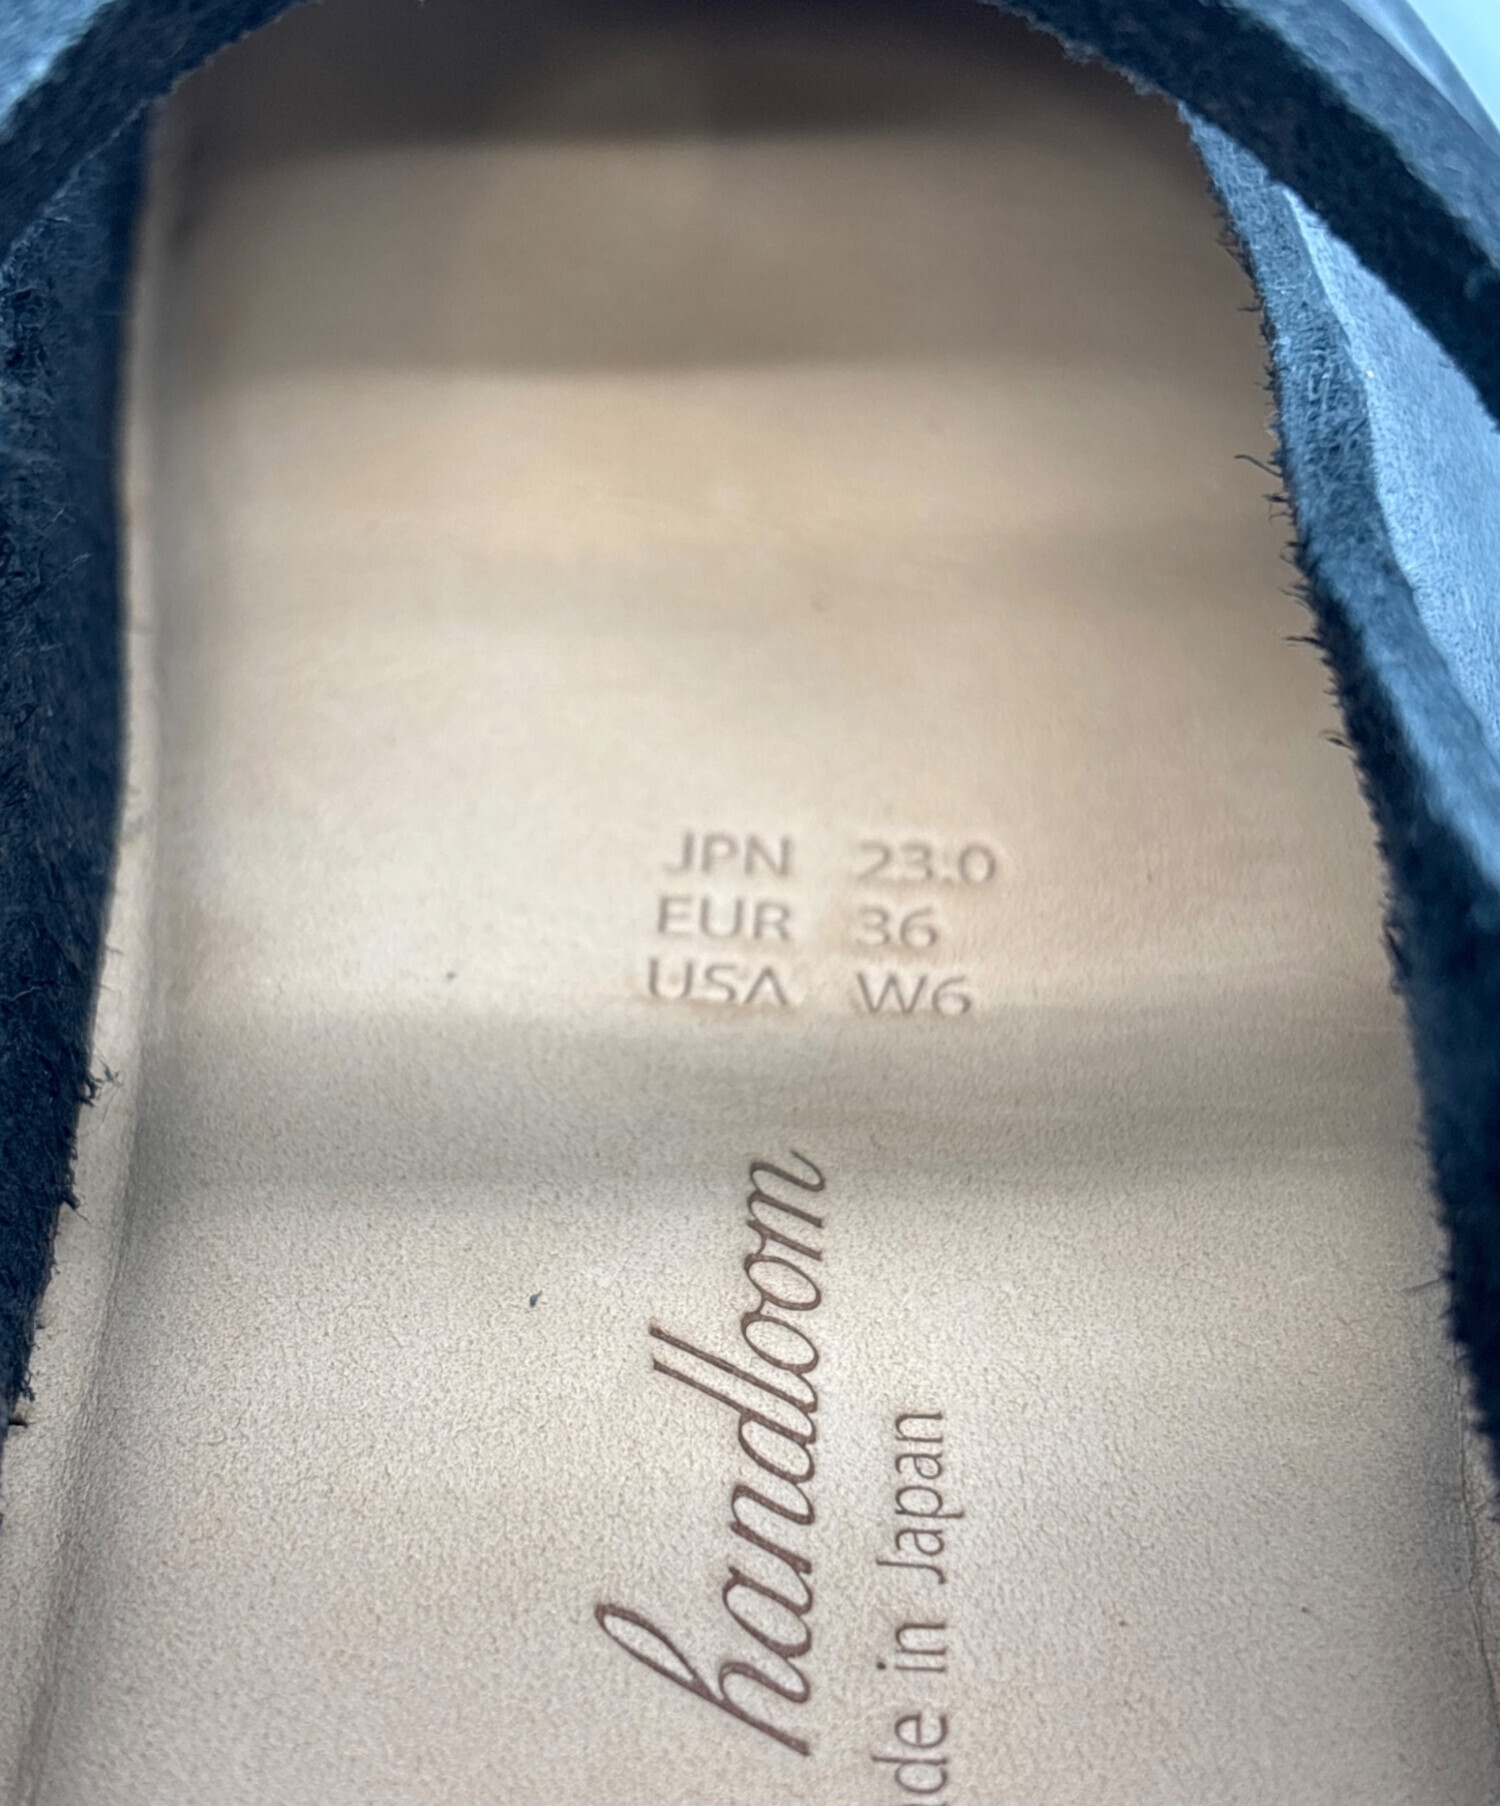 JPN 23.0
EUR 36
USA W6
handloom
de in Japan